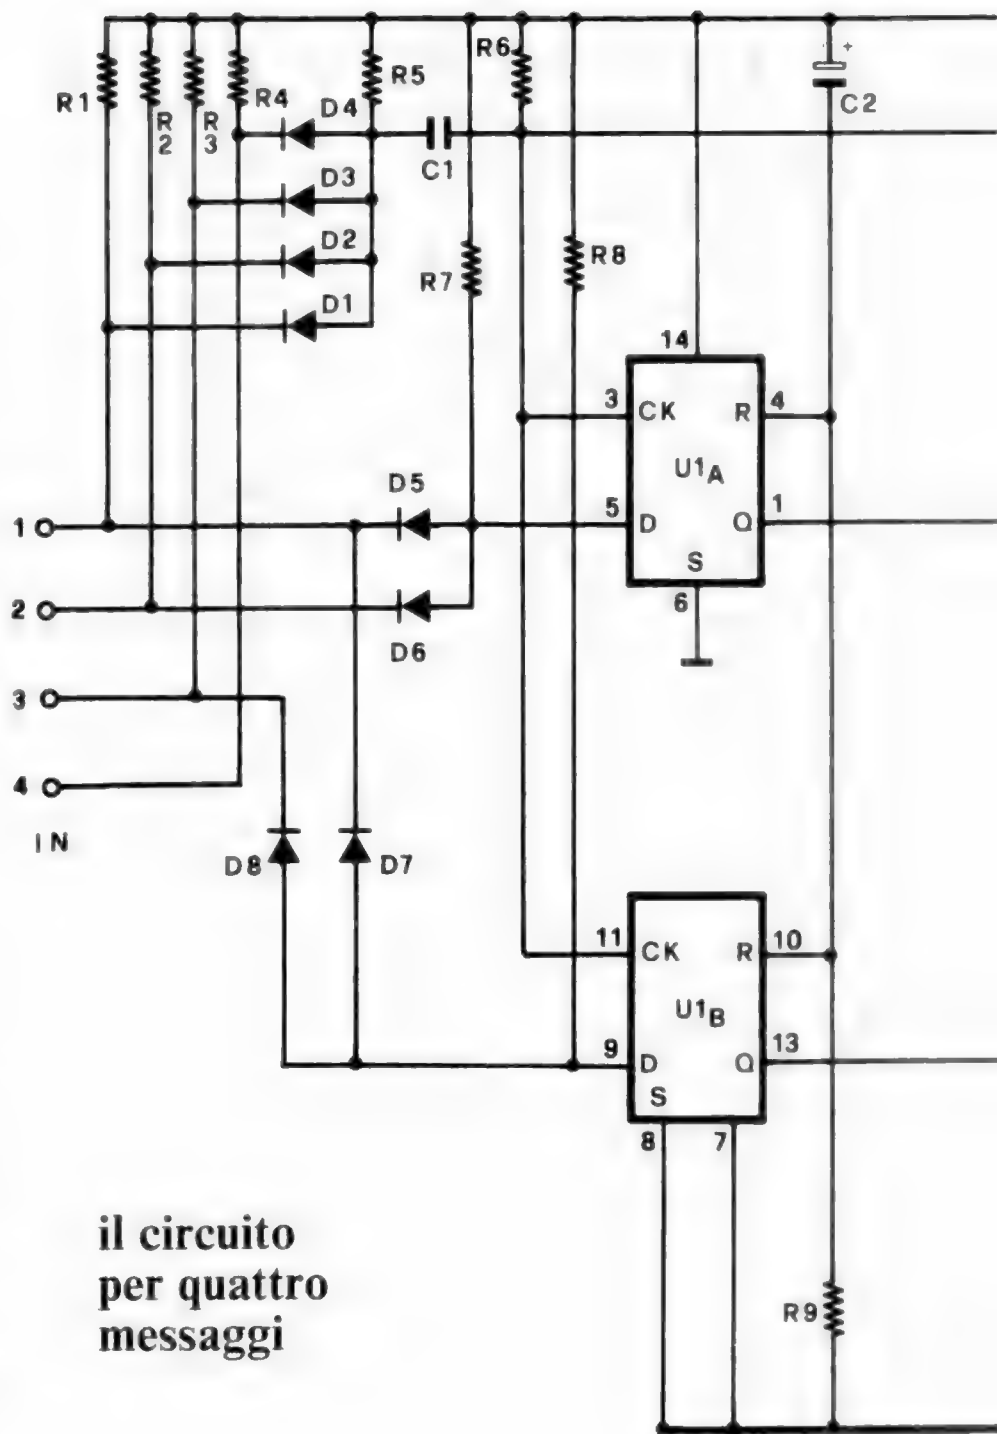 R1
R
2
R
3
R4
R5
R6
+
C2
D4
C1
D3
D2
D1
R7
R8
14
3
CK
R
4
U1A
5
D
Q
1
S
6
1
D5
2
D6
3
4
IN
D8
D7
11
CK
R
10
U1B
9
D
Q
13
S
8
7
R9
il circuito
per quattro
messaggi